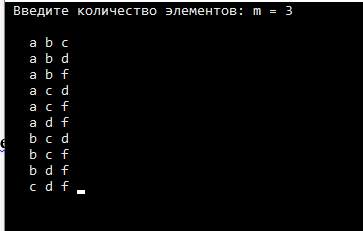 Введите количество элементов: m = 3
a b c
a b d
a b f
a c d
a c f
a d f
b c d
b c f
b d f
c d f